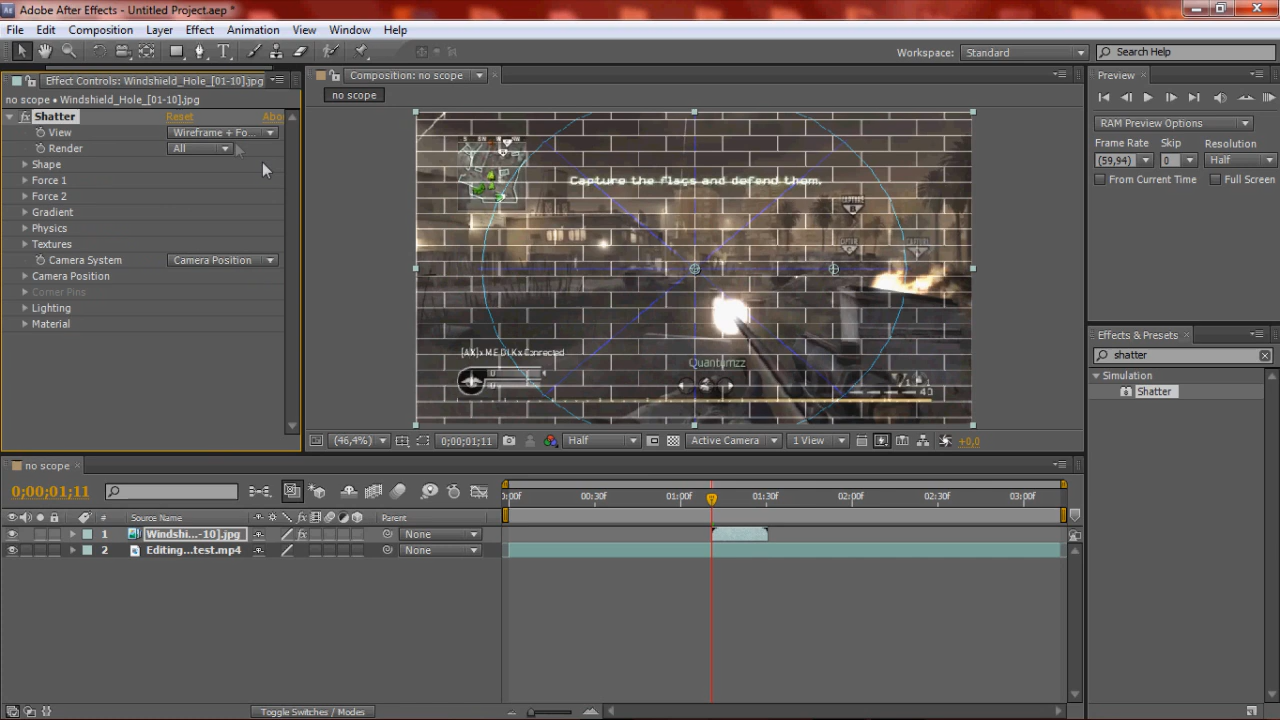 Adobe After Effects - Untitled Project.aep *
File Edit Composition Layer Effect Animation View Window Help
Workspace: Standard Search Help
Effect Controls: Windshield_Hole_[01-10].jpg
Composition: no scope
Preview
no scope • Windshield_Hole_[01-10].jpg
no scope
Shatter Reset Abo
View Wireframe + Fo...
Render All
Shape
Force 1
Force 2
Gradient
Physics
Textures
Camera System Camera Position
Camera Position
Corner Pins
Lighting
Material
Capture the flags and defend them.
CAPTURE
Quantumzz
RAM Preview Options
Frame Rate Skip Resolution
(59,94) 0 Half
From Current Time Full Screen
Effects & Presets
shatter
Simulation
Shatter
(46,4%) 0;00;01;11 Half Active Camera 1 View +0,0
no scope
0;00;01;11
# Source Name Parent
1 Windshi...-10].jpg None
2 Editing...test.mp4 None
00:30f 01:00f 01:30f 02:00f 02:30f 03:00f
Toggle Switches / Modes